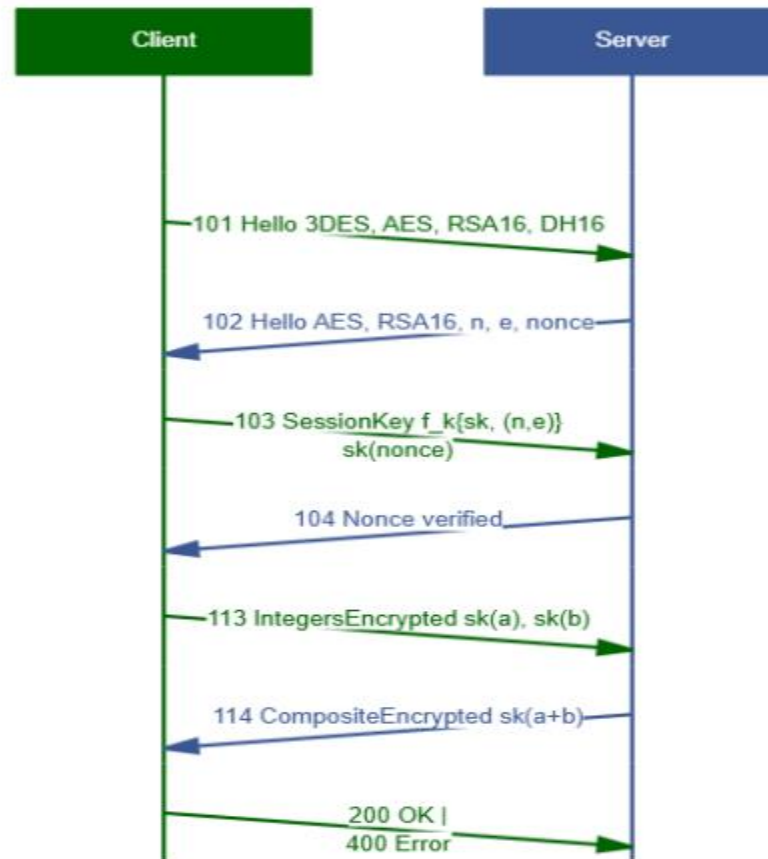 Client
Server
101 Hello 3DES, AES, RSA16, DH16
102 Hello AES, RSA16, n, e, nonce
103 SessionKey f_k{sk, (n,e)}
sk(nonce)
104 Nonce verified
113 IntegersEncrypted sk(a), sk(b)
114 CompositeEncrypted sk(a+b)
200 OK |
400 Error